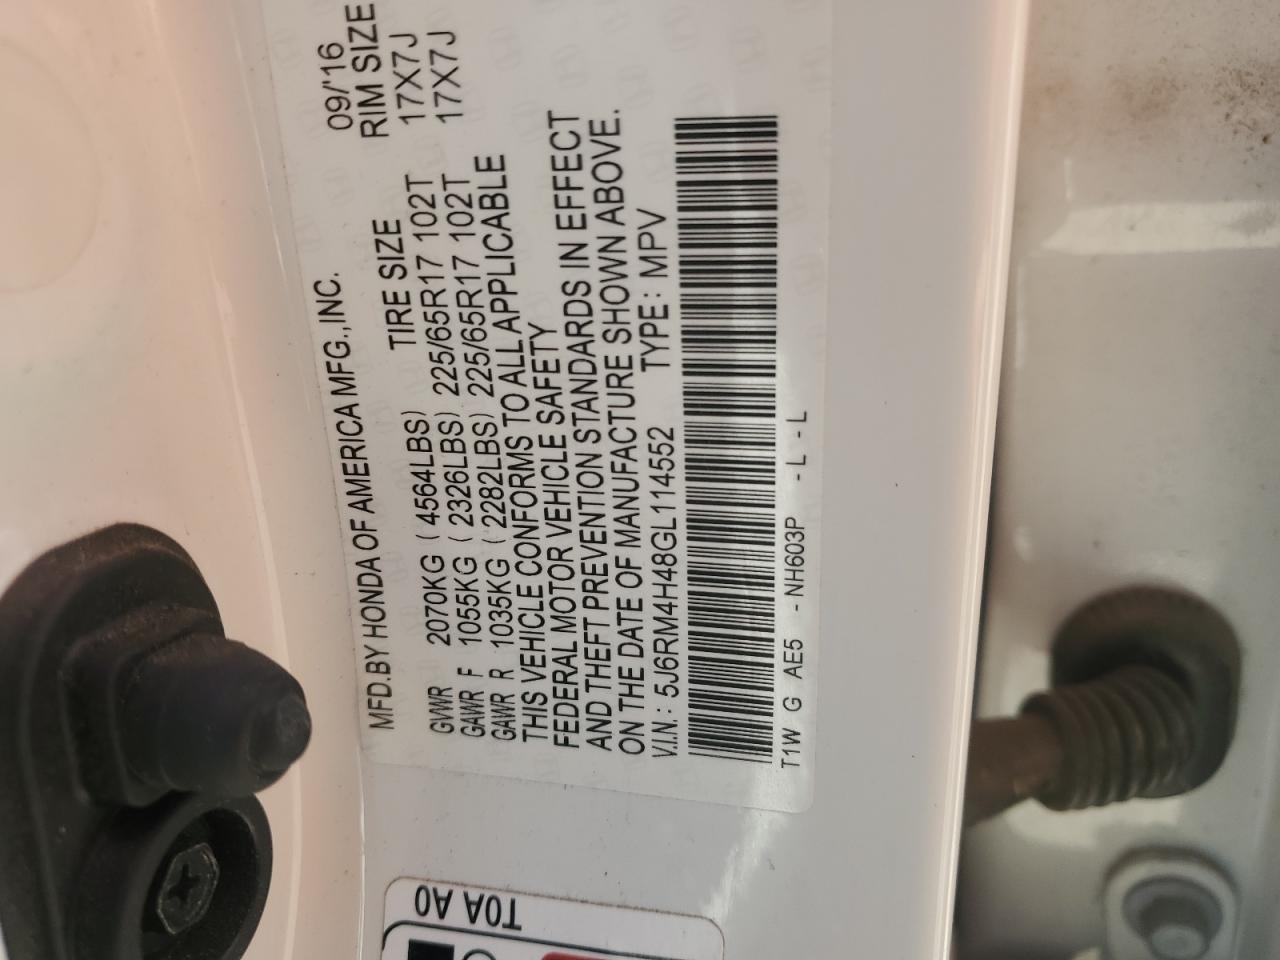 MFD.BY HONDA OF AMERICA MFG.,INC. 09/'16
TIRE SIZE RIM SIZE
GVWR 2070KG (4564LBS) 225/65R17 102T 17X7J
GAWR F 1055KG (2326LBS) 225/65R17 102T 17X7J
GAWR R 1035KG (2282LBS)
THIS VEHICLE CONFORMS TO ALL APPLICABLE
FEDERAL MOTOR VEHICLE SAFETY
AND THEFT PREVENTION STANDARDS IN EFFECT
ON THE DATE OF MANUFACTURE SHOWN ABOVE.
V.I.N.: 5J6RM4H48GL114552 TYPE: MPV
T1W G AE5 -NH603P -L -L
T0A A0